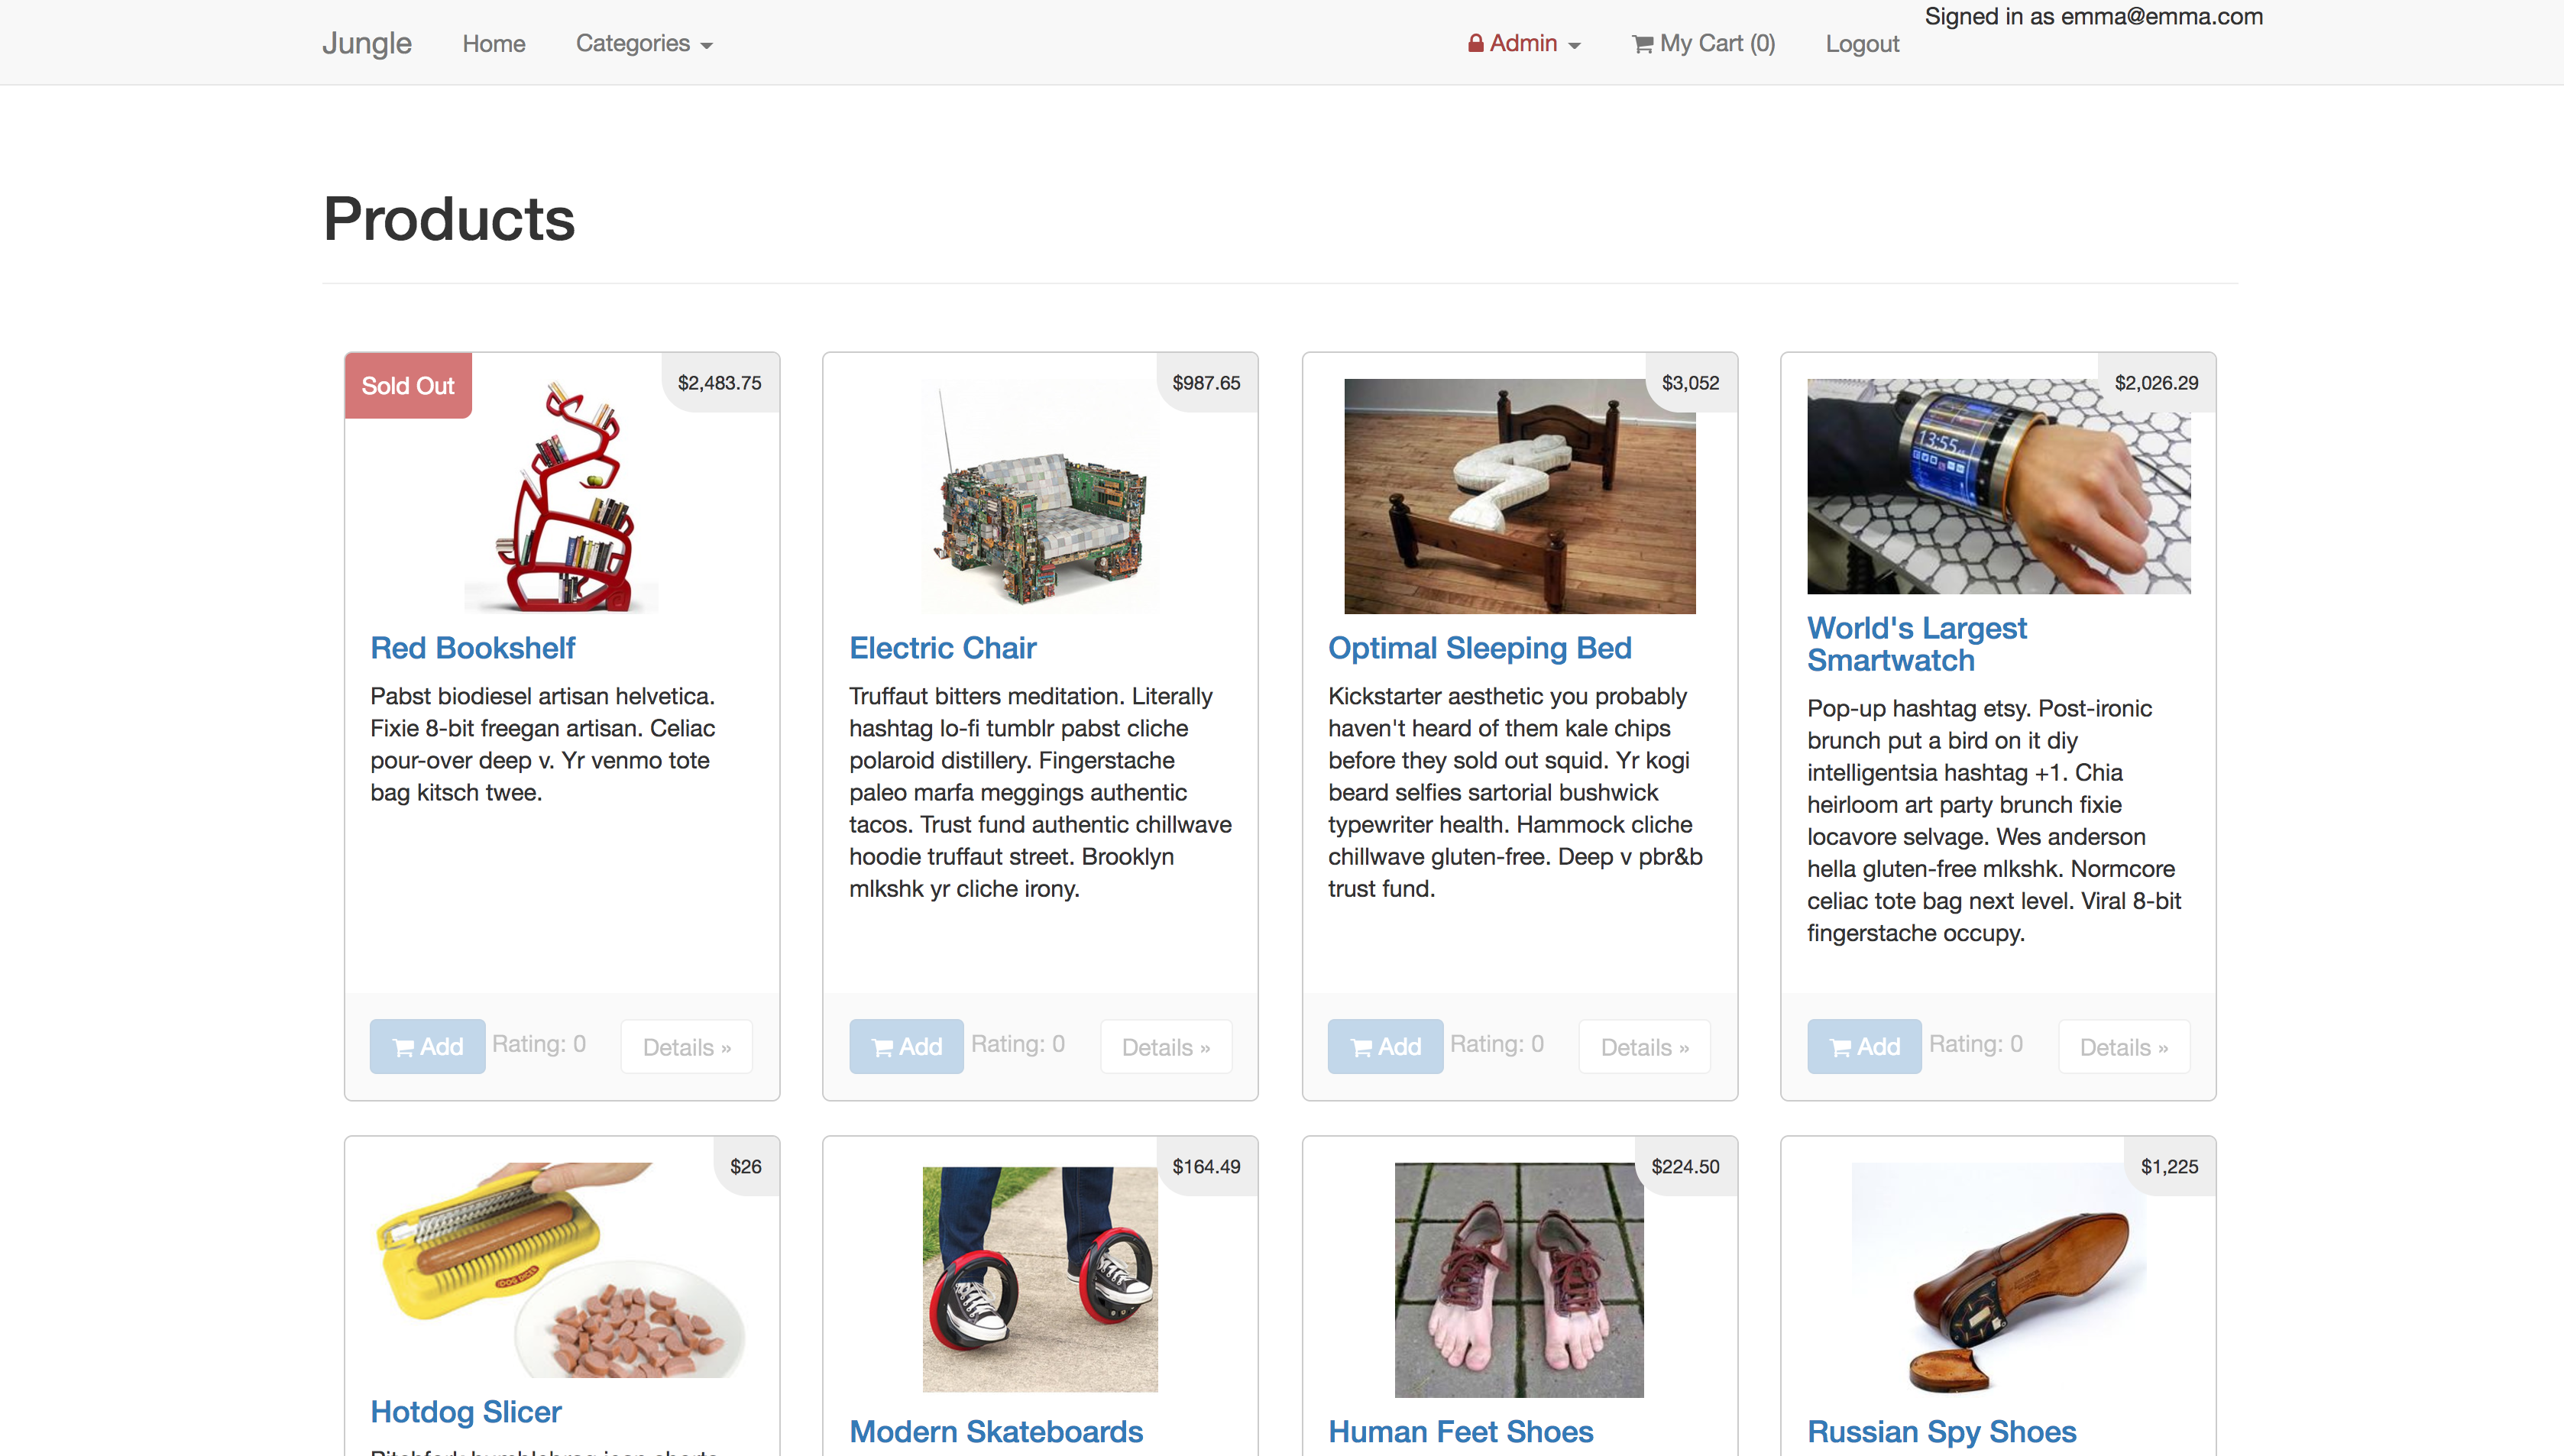 Signed in as emma@emma.com
Jungle Home Categories Admin My Cart (0) Logout
Products
Sold Out
$2,483.75
Red Bookshelf
Pabst biodiesel artisan helvetica.
Fixie 8-bit freegan artisan. Celiac
pour-over deep v. Yr venmo tote
bag kitsch twee.
Add Rating: 0 Details »
$987.65
Electric Chair
Truffaut bitters meditation. Literally
hashtag lo-fi tumblr pabst cliche
polaroid distillery. Fingerstache
paleo marfa meggings authentic
tacos. Trust fund authentic chillwave
hoodie truffaut street. Brooklyn
mlkshk yr cliche irony.
Add Rating: 0 Details »
$3,052
Optimal Sleeping Bed
Kickstarter aesthetic you probably
haven't heard of them kale chips
before they sold out squid. Yr kogi
beard selfies sartorial bushwick
typewriter health. Hammock cliche
chillwave gluten-free. Deep v pbr&b
trust fund.
Add Rating: 0 Details »
$2,026.29
13:55
World's Largest
Smartwatch
Pop-up hashtag etsy. Post-ironic
brunch put a bird on it diy
intelligentsia hashtag +1. Chia
heirloom art party brunch fixie
locavore selvage. Wes anderson
hella gluten-free mlkshk. Normcore
celiac tote bag next level. Viral 8-bit
fingerstache occupy.
Add Rating: 0 Details »
$26
Hotdog Slicer
$164.49
Modern Skateboards
$224.50
Human Feet Shoes
$1,225
Russian Spy Shoes